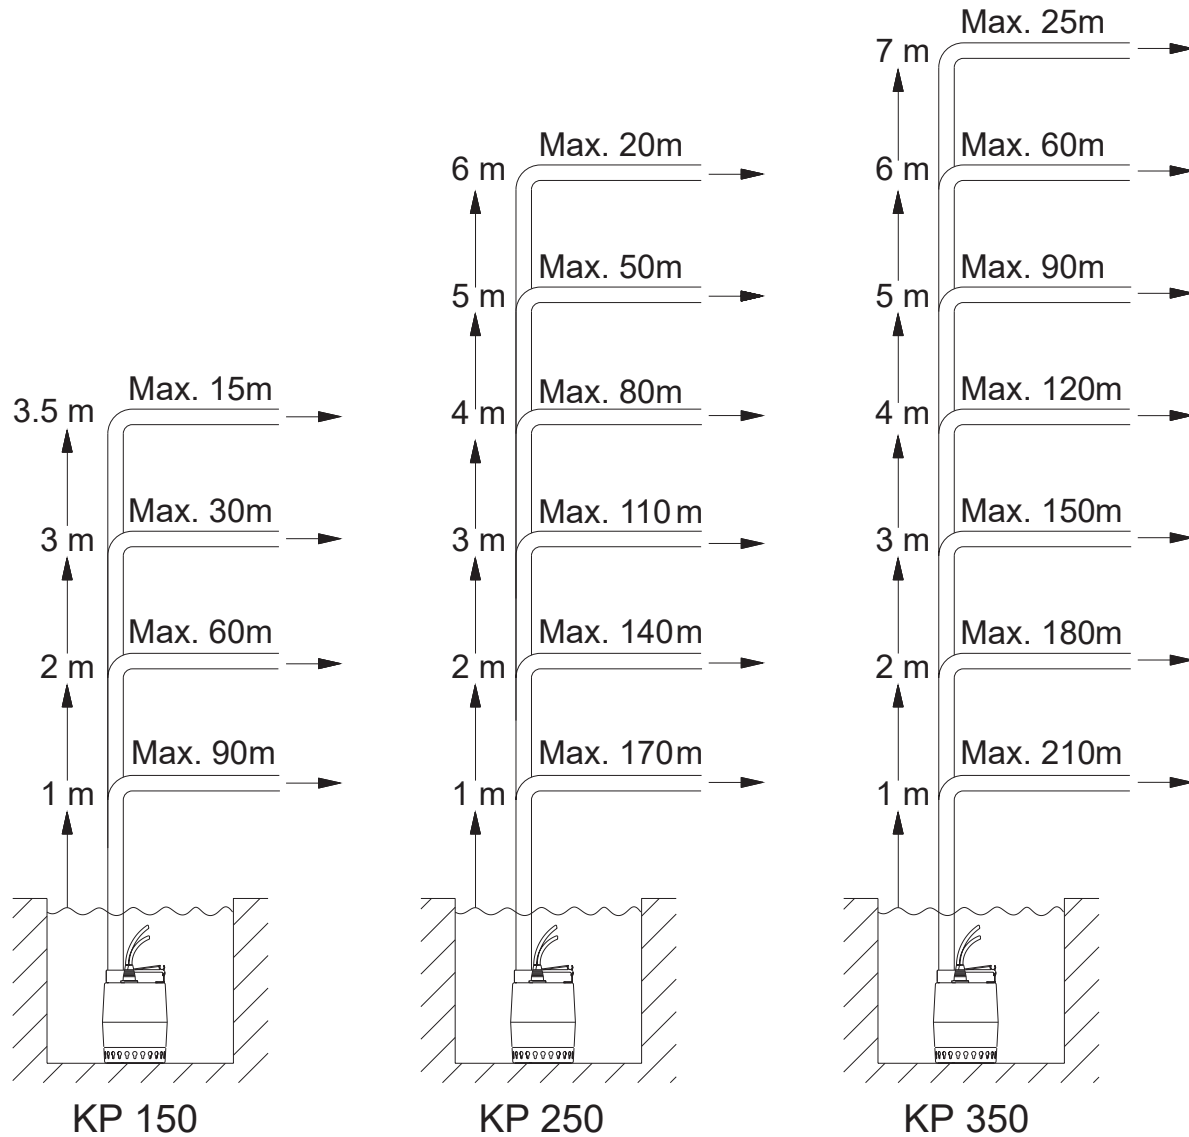 Max. 15m
3.5 m
Max. 30m
3 m
Max. 60m
2 m
Max. 90m
1 m
KP 150
Max. 20m
6 m
Max. 50m
5 m
Max. 80m
4 m
Max. 110 m
3 m
Max. 140m
2 m
Max. 170m
1 m
KP 250
Max. 25m
7 m
Max. 60m
6 m
Max. 90m
5 m
Max. 120m
4 m
Max. 150m
3 m
Max. 180m
2 m
Max. 210m
1 m
KP 350